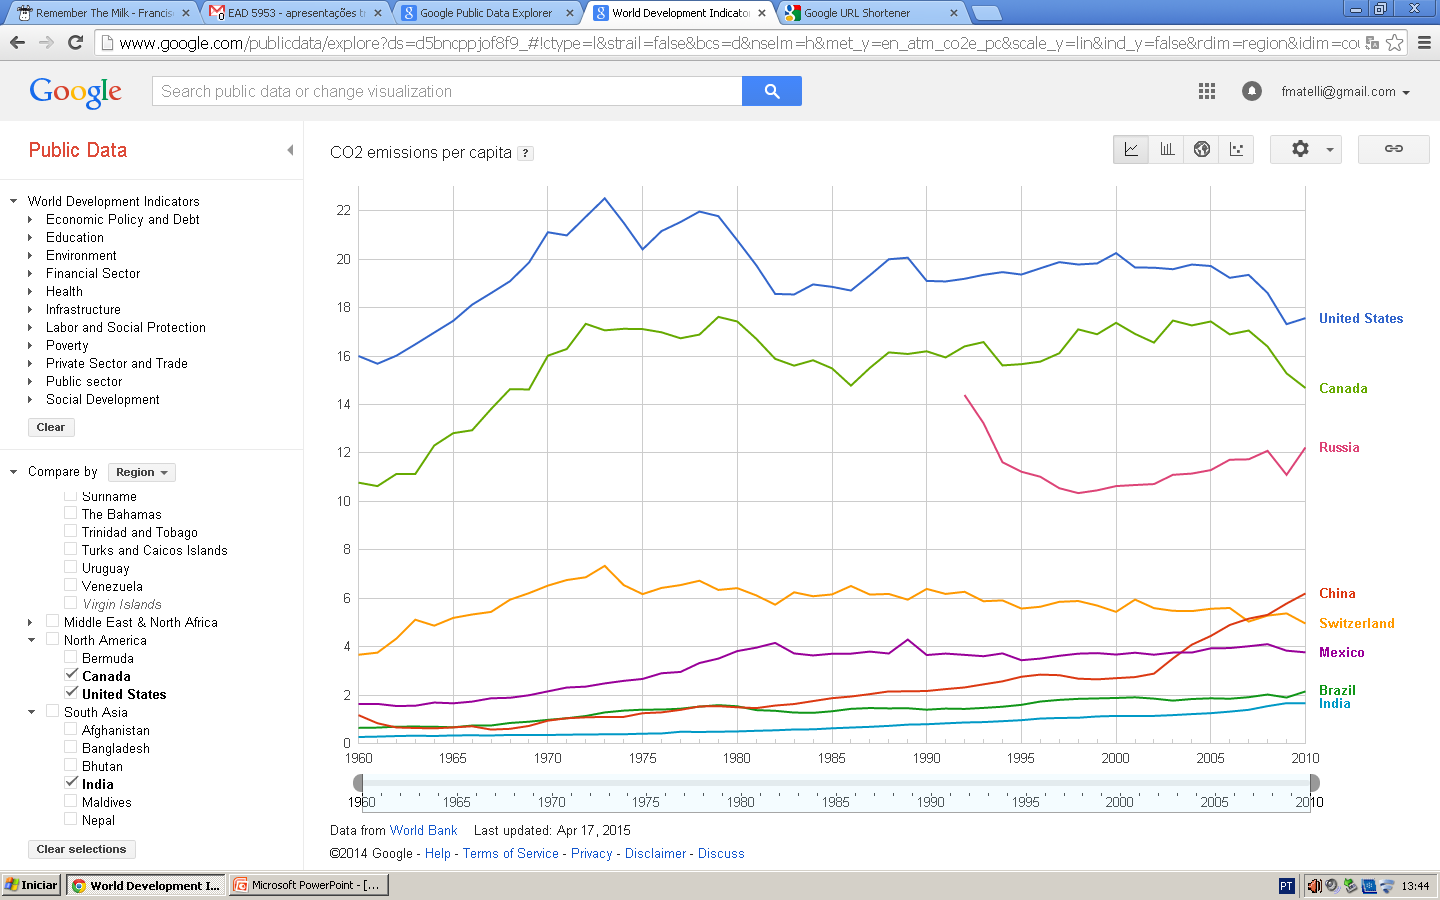 Remember The Milk - Francis
EAD 5953 - apresentações t
Google Public Data Explorer
World Development Indicato
Google URL Shortener
www.google.com/publicdata/explore?ds=d5bncppjof8f9_#!ctype=l&strail=false&bcs=d&nselm=h&met_y=en_atm_co2e_pc&scale_y=lin&ind_y=false&rdim=region&idim=cou
Google
Search public data or change visualization
fmatelli@gmail.com
Public Data
World Development Indicators
Economic Policy and Debt
Education
Environment
Financial Sector
Health
Infrastructure
Labor and Social Protection
Poverty
Private Sector and Trade
Public sector
Social Development
Clear
Compare by Region
Suriname
The Bahamas
Trinidad and Tobago
Turks and Caicos Islands
Uruguay
Venezuela
Virgin Islands
Middle East & North Africa
North America
Bermuda
Canada
United States
South Asia
Afghanistan
Bangladesh
Bhutan
India
Maldives
Nepal
Clear selections
CO2 emissions per capita ?
22
20
18
16
14
12
10
8
6
4
2
0
United States
Canada
Russia
China
Switzerland
Mexico
Brazil
India
1960 1965 1970 1975 1980 1985 1990 1995 2000 2005 2010
1960 1965 1970 1975 1980 1985 1990 1995 2000 2005 2010
Data from World Bank Last updated: Apr 17, 2015
©2014 Google - Help - Terms of Service - Privacy - Disclaimer - Discuss
Iniciar
World Development I...
Microsoft PowerPoint - [...
PT
13:44